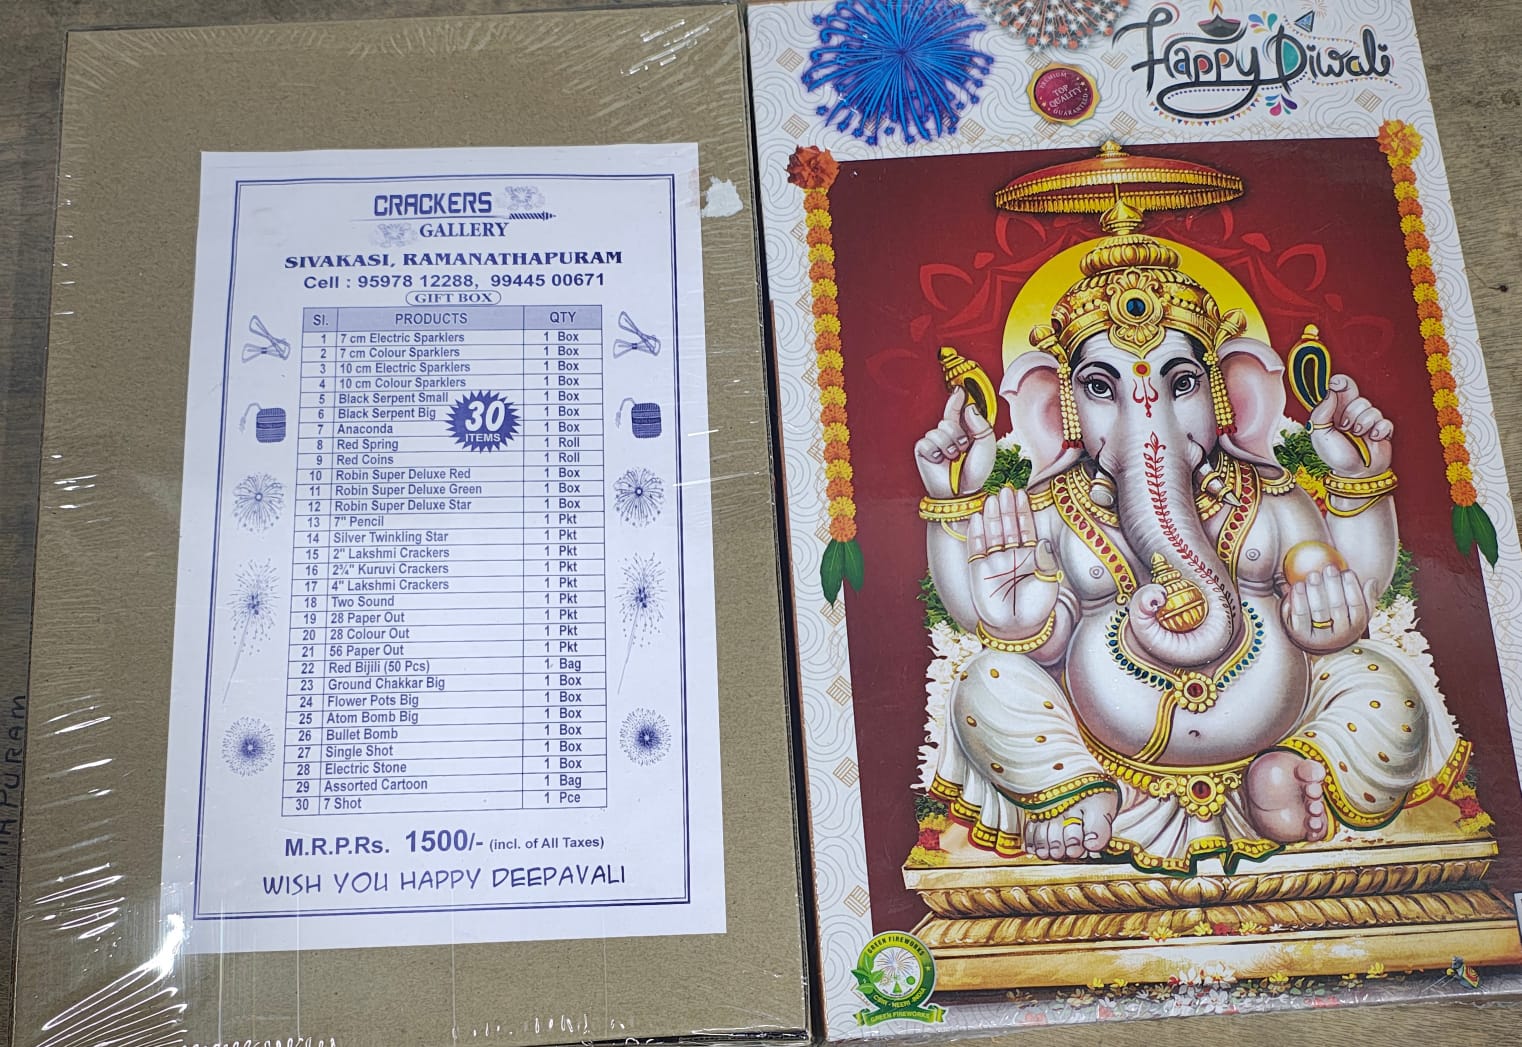 CRACKERS
GALLERY
SIVAKASI, RAMANATHAPURAM
Cell : 95978 12288, 99445 00671
GIFT BOX
Sl. PRODUCTS QTY
1 7 cm Electric Sparklers 1 Box
2 7 cm Colour Sparklers 1 Box
3 10 cm Electric Sparklers 1 Box
4 10 cm Colour Sparklers 1 Box
5 Black Serpent Small 1 Box
6 Black Serpent Big 1 Box
7 Anaconda 1 Box
8 Red Spring 1 Roll
9 Red Coins 1 Roll
10 Robin Super Deluxe Red 1 Box
11 Robin Super Deluxe Green 1 Box
12 Robin Super Deluxe Star 1 Box
13 7" Pencil 1 Pkt
14 Silver Twinkling Star 1 Pkt
15 2" Lakshmi Crackers 1 Pkt
16 2¾" Kuruvi Crackers 1 Pkt
17 4" Lakshmi Crackers 1 Pkt
18 Two Sound 1 Pkt
19 28 Paper Out 1 Pkt
20 28 Colour Out 1 Pkt
21 56 Paper Out 1 Pkt
22 Red Bijili (50 Pcs) 1 Bag
23 Ground Chakkar Big 1 Box
24 Flower Pots Big 1 Box
25 Atom Bomb Big 1 Box
26 Bullet Bomb 1 Box
27 Single Shot 1 Box
28 Electric Stone 1 Box
29 Assorted Cartoon 1 Bag
30 7 Shot 1 Pce
30
ITEMS
M.R.P.Rs. 1500/- (incl. of All Taxes)
WISH YOU HAPPY DEEPAVALI
Happy Diwali
PREMIUM
TOP
QUALITY
GUARANTEED
GREEN FIREWORKS
CSIR - NEERI - INDIA
GREEN FIREWORKS